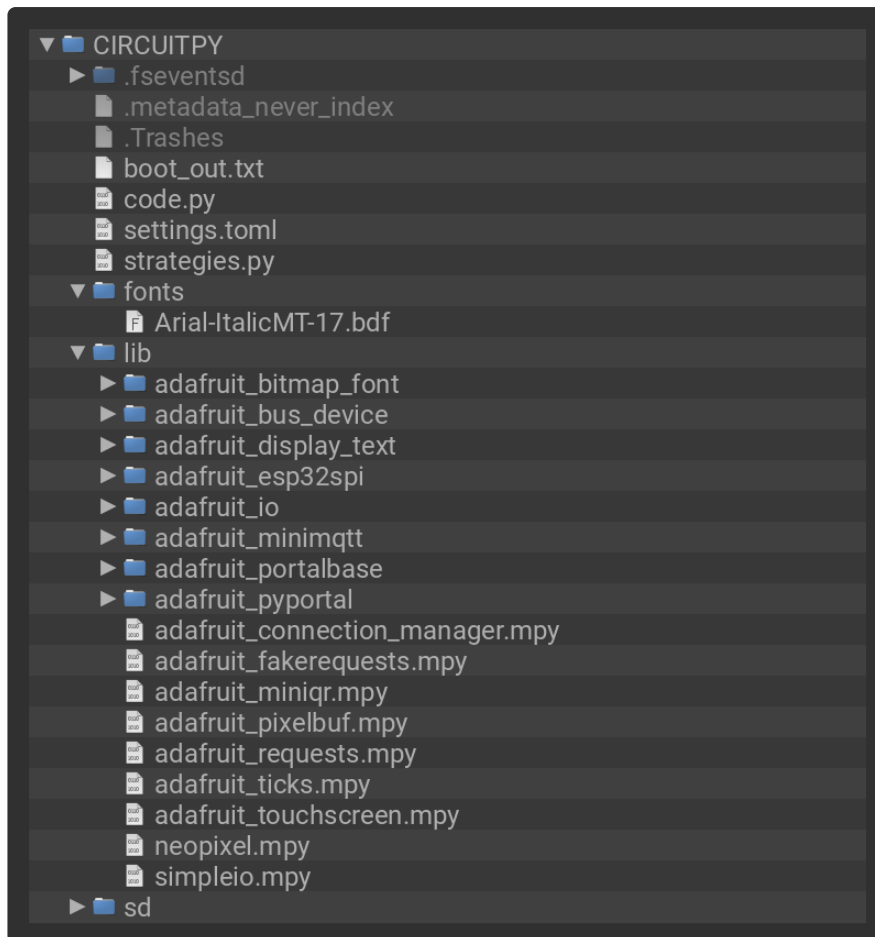 CIRCUITPY
.fseventsd
.metadata_never_index
.Trashes
boot_out.txt
code.py
settings.toml
strategies.py
fonts
Arial-ItalicMT-17.bdf
lib
adafruit_bitmap_font
adafruit_bus_device
adafruit_display_text
adafruit_esp32spi
adafruit_io
adafruit_minimqtt
adafruit_portalbase
adafruit_pyportal
adafruit_connection_manager.mpy
adafruit_fakerequests.mpy
adafruit_miniqr.mpy
adafruit_pixelbuf.mpy
adafruit_requests.mpy
adafruit_ticks.mpy
adafruit_touchscreen.mpy
neopixel.mpy
simpleio.mpy
sd